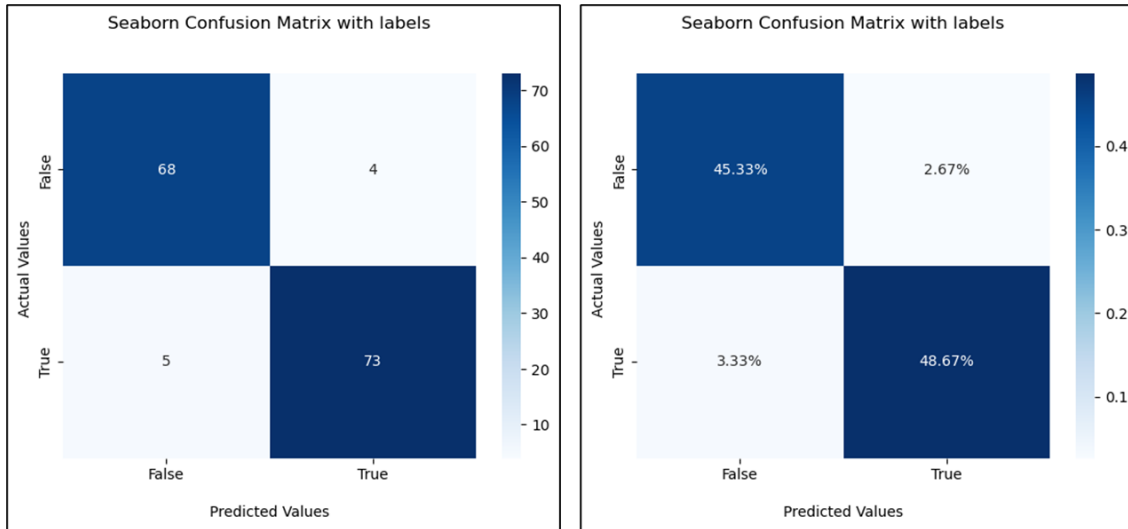 Seaborn Confusion Matrix with labels
70
60
50
40
30
20
10
False
True
Actual Values
68
4
5
73
False
True
Predicted Values
Seaborn Confusion Matrix with labels
0.4
0.3
0.2
0.1
False
True
Actual Values
45.33%
2.67%
3.33%
48.67%
False
True
Predicted Values